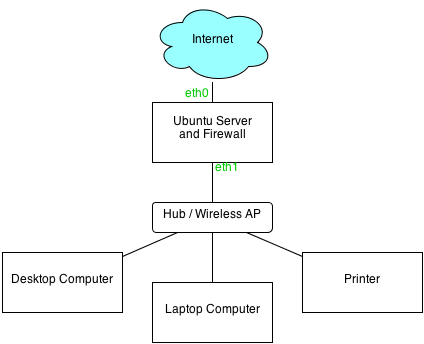 Internet
eth0
Ubuntu Server
and Firewall
eth1
Hub / Wireless AP
Desktop Computer
Laptop Computer
Printer